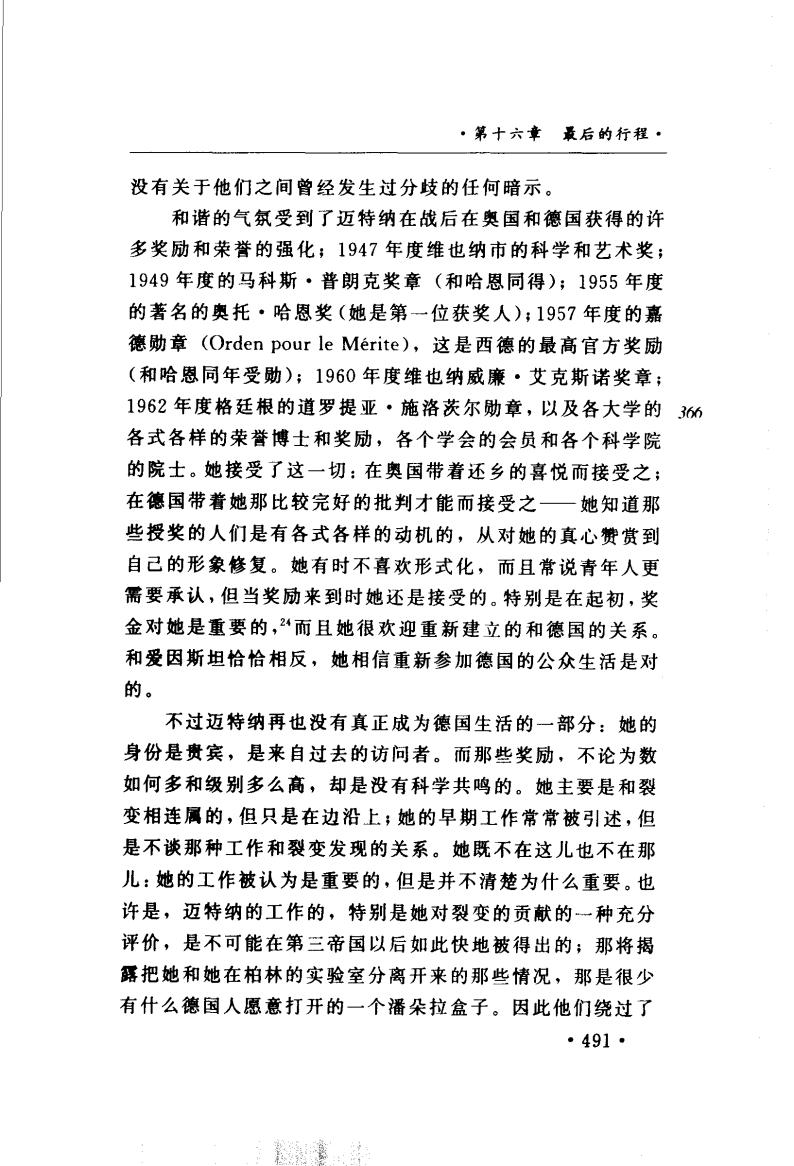 ·第十六章　最后的行程·
没有关于他们之间曾经发生过分歧的任何暗示。
和谐的气氛受到了迈特纳在战后在奥国和德国获得的许
多奖励和荣誉的强化；1947 年度维也纳市的科学和艺术奖；
1949 年度的马科斯·普朗克奖章（和哈恩同得）；1955 年度
的著名的奥托·哈恩奖（她是第一位获奖人）；1957 年度的嘉
德勋章（Orden pour le Mérite），这是西德的最高官方奖励
（和哈恩同年受勋）；1960 年度维也纳威廉·艾克斯诺奖章；
1962 年度格廷根的道罗提亚·施洛茨尔勋章，以及各大学的 366
各式各样的荣誉博士和奖励，各个学会的会员和各个科学院
的院士。她接受了这一切：在奥国带着还乡的喜悦而接受之；
在德国带着她那比较完好的批判才能而接受之——她知道那
些授奖的人们是有各式各样的动机的，从对她的真心赞赏到
自己的形象修复。她有时不喜欢形式化，而且常说青年人更
需要承认，但当奖励来到时她还是接受的。特别是在起初，奖
金对她是重要的，24而且她很欢迎重新建立的和德国的关系。
和爱因斯坦恰恰相反，她相信重新参加德国的公众生活是对
的。
不过迈特纳再也没有真正成为德国生活的一部分：她的
身份是贵宾，是来自过去的访问者。而那些奖励，不论为数
如何多和级别多么高，却是没有科学共鸣的。她主要是和裂
变相连属的，但只是在边沿上；她的早期工作常常被引述，但
是不谈那种工作和裂变发现的关系。她既不在这儿也不在那
儿：她的工作被认为是重要的，但是并不清楚为什么重要。也
许是，迈特纳的工作的，特别是她对裂变的贡献的一种充分
评价，是不可能在第三帝国以后如此快地被得出的；那将揭
露把她和她在柏林的实验室分离开来的那些情况，那是很少
有什么德国人愿意打开的一个潘朵拉盒子。因此他们绕过了
·491·